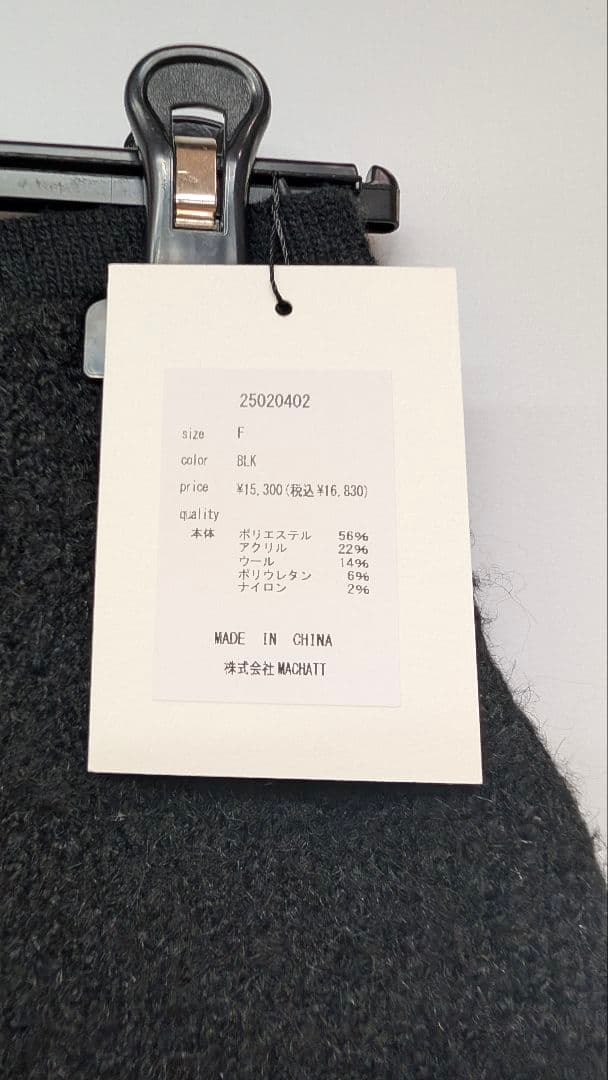 25020402
size F
color BLK
price ¥15,300(税込¥16,830)
quality
本体 ポリエステル 56%
アクリル 22%
ウール 14%
ポリウレタン 6%
ナイロン 2%
MADE IN CHINA
株式会社MACHATT